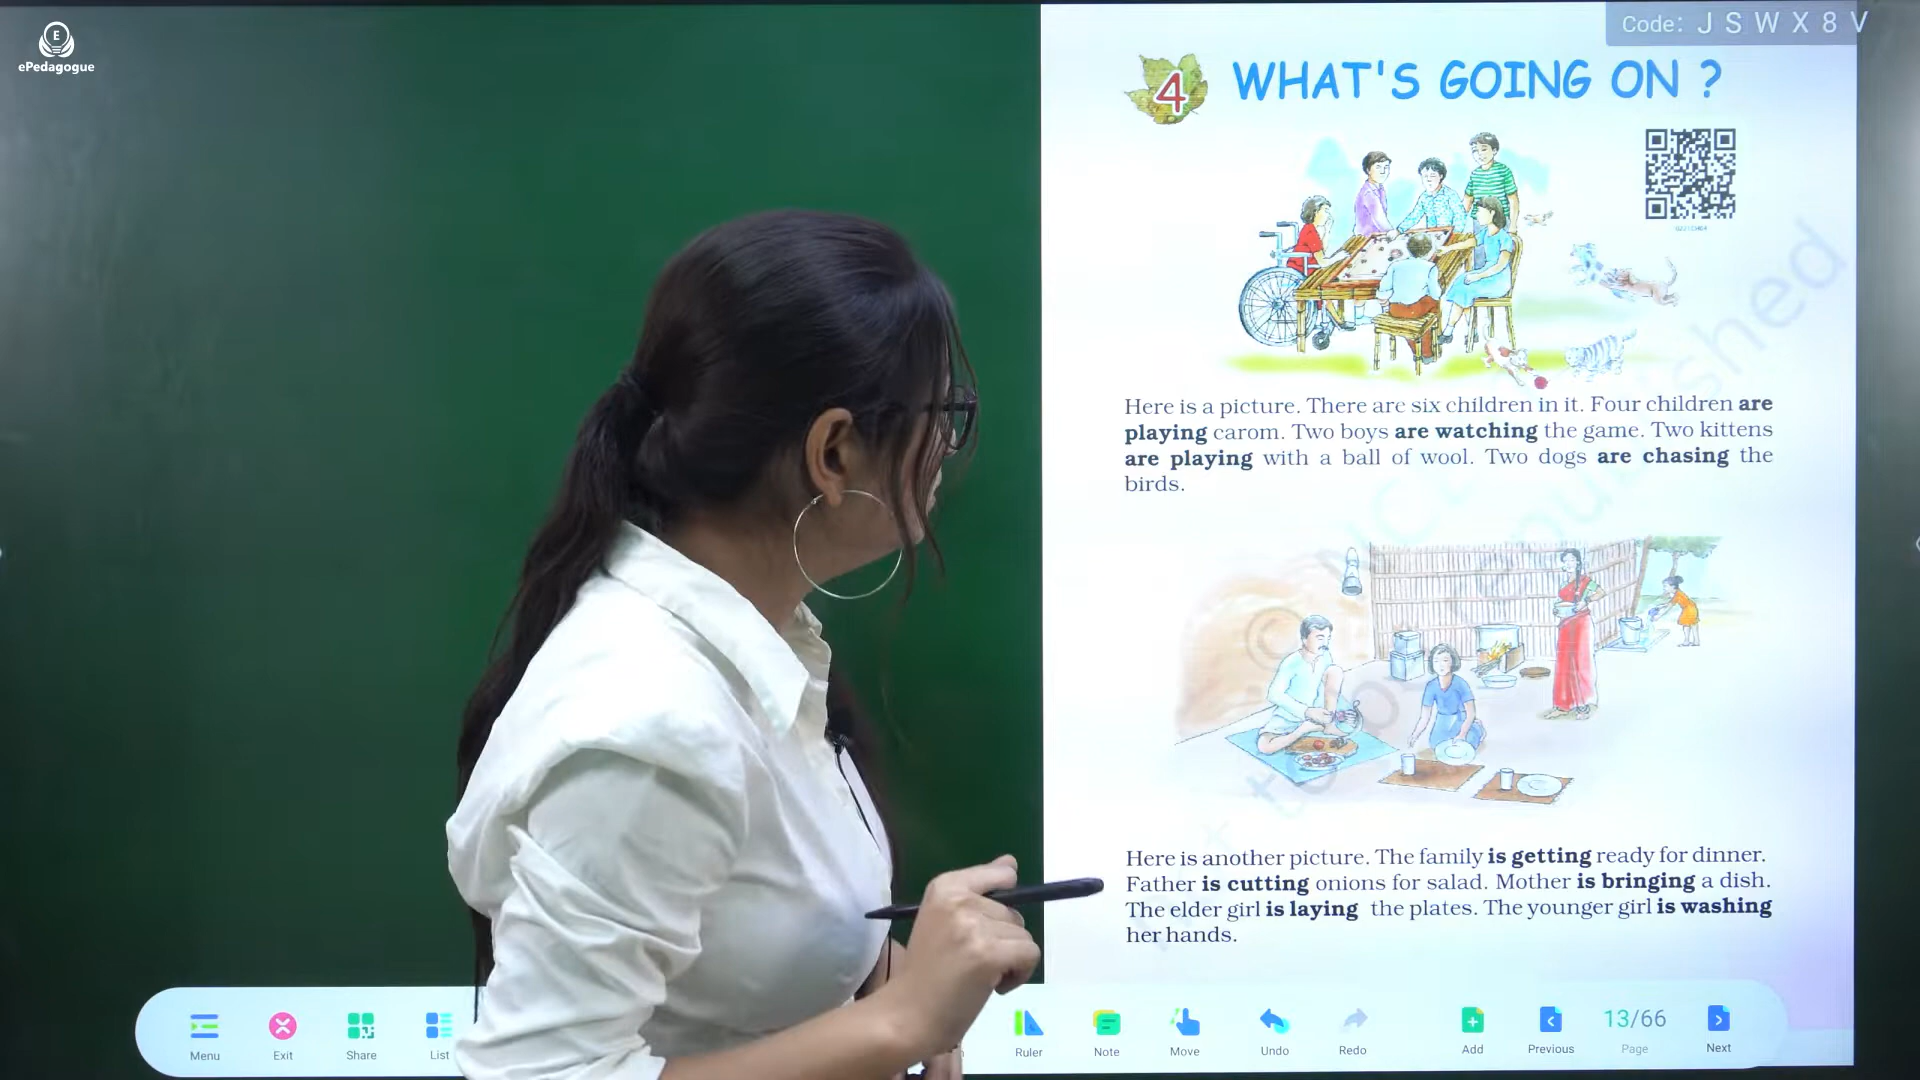 E
ePedagogue
Code: J S W X 8 V
4
WHAT'S GOING ON ?
Here is a picture. There are six children in it. Four children are
playing carom. Two boys are watching the game. Two kittens
are playing with a ball of wool. Two dogs are chasing the
birds.
Here is another picture. The family is getting ready for dinner.
Father is cutting onions for salad. Mother is bringing a dish.
The elder girl is laying the plates. The younger girl is washing
her hands.
Menu
Exit
Share
List
Ruler
Note
Move
Undo
Redo
Add
Previous
13/66
Page
Next